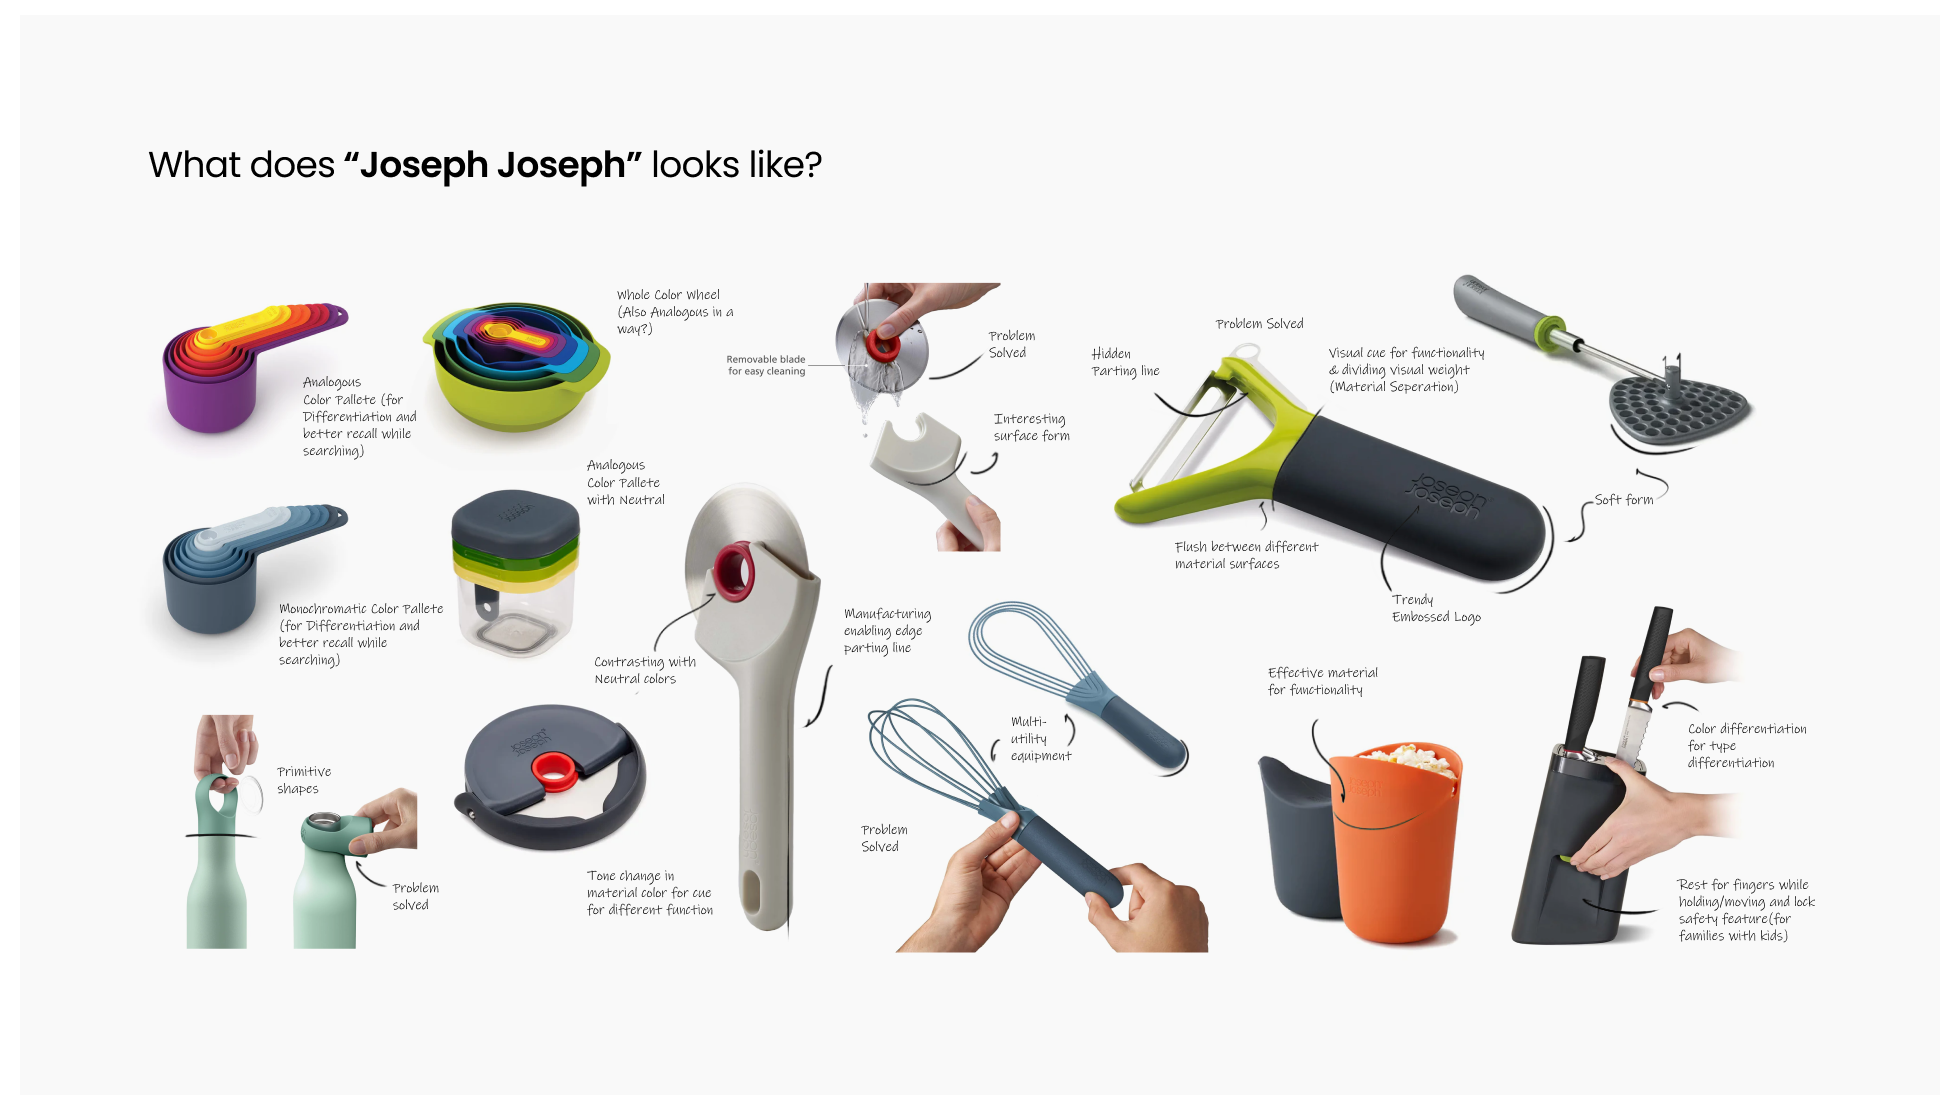 What does “Joseph Joseph” looks like?
Whole Color Wheel
(Also Analogous in a
way?)
Analogous
Color Pallete (for
Differentiation and
better recall while
searching)
Removable blade
for easy cleaning
Problem
Solved
Interesting
surface form
Hidden
Parting line
Problem Solved
Visual cue for functionality
& dividing visual weight
(Material Seperation)
Soft form
Joseph
Joseph
Flush between different
material surfaces
Trendy
Embossed Logo
Analogous
Color Pallete
with Neutral
Monochromatic Color Pallete
(for Differentiation and
better recall while
searching)
Contrasting with
Neutral colors
Manufacturing
enabling edge
parting line
Multi-
utility
equipment
Problem
Solved
Effective material
for functionality
Joseph
Joseph
Color differentiation
for type
differentiation
Rest for fingers while
holding/moving and lock
safety feature(for
families with kids)
Primitive
shapes
Problem
solved
Joseph
Joseph
Tone change in
material color for cue
for different function